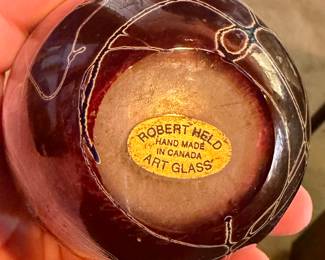 ROBERT HELD
HAND MADE
IN CANADA
ART GLASS